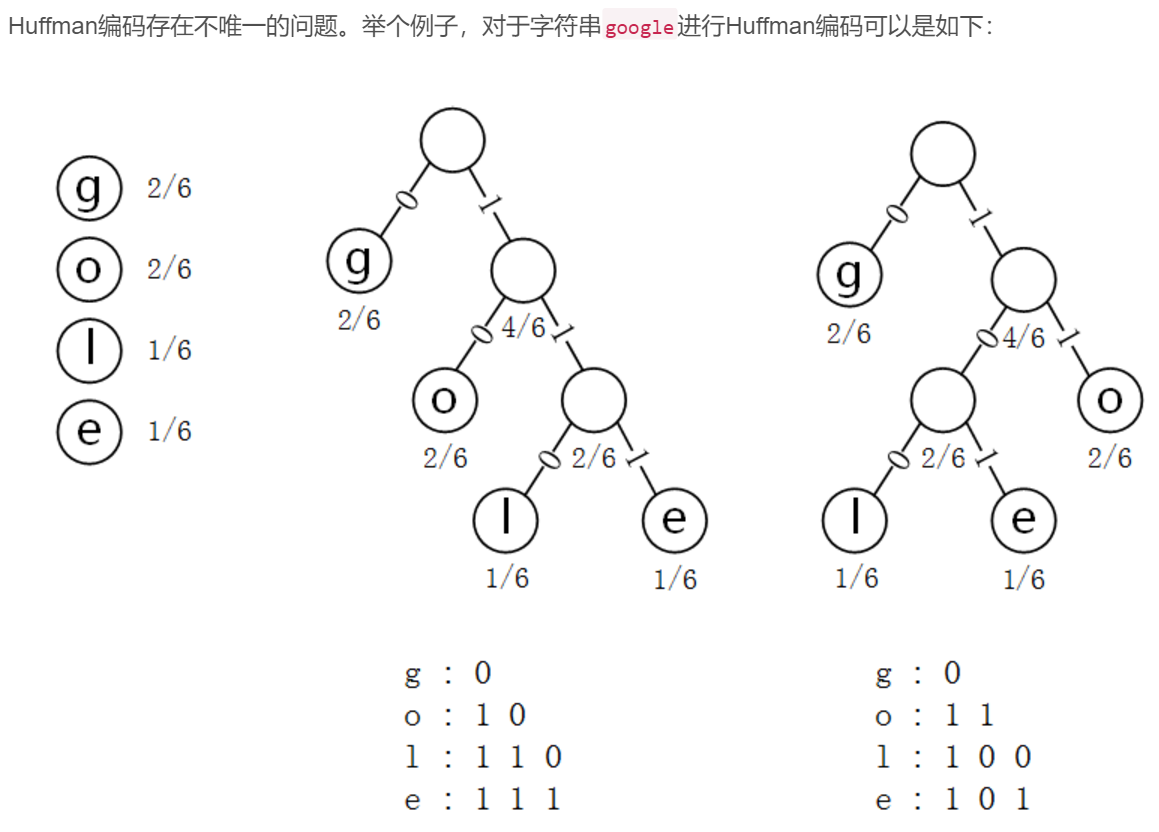 Huffman编码存在不唯一的问题。举个例子，对于字符串google进行Huffman编码可以是如下：
g 2/6
o 2/6
l 1/6
e 1/6
0 1
g
2/6
0 4/6 1
o
2/6
0 2/6 1
l e
1/6 1/6
0 1
g
2/6
0 4/6 1
o
2/6
0 2/6 1
l e
1/6 1/6
g : 0
o : 1 0
l : 1 1 0
e : 1 1 1
g : 0
o : 1 1
l : 1 0 0
e : 1 0 1